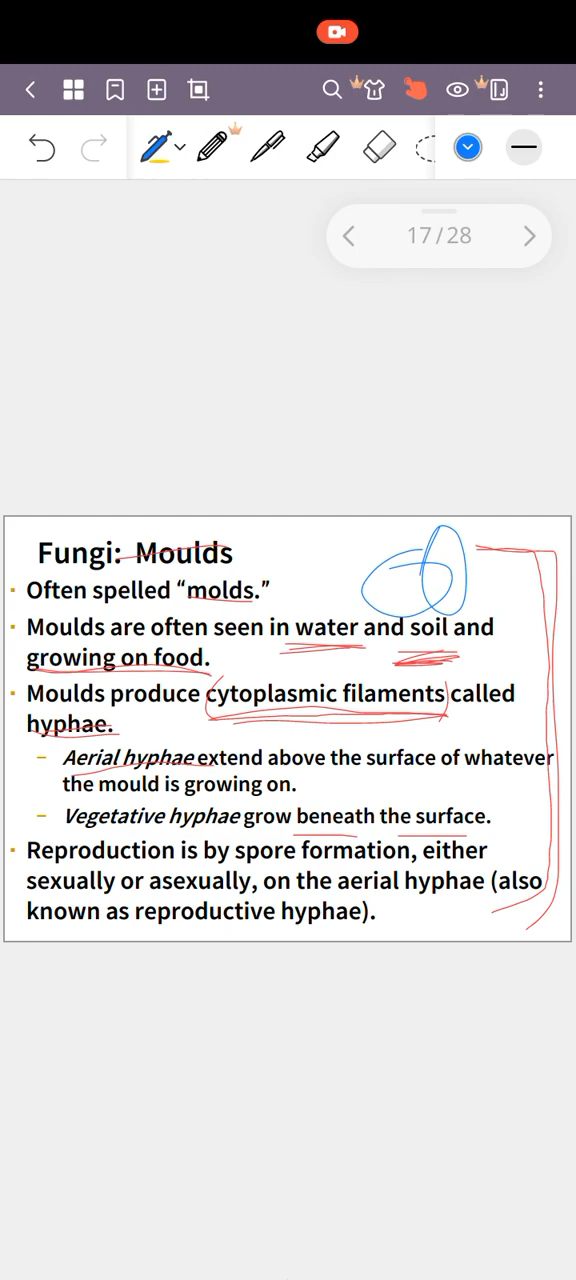 17/28
Fungi: Moulds
▪ Often spelled “molds.”
▪ Moulds are often seen in water and soil and
growing on food.
▪ Moulds produce cytoplasmic filaments called
hyphae.
– Aerial hyphae extend above the surface of whatever
the mould is growing on.
– Vegetative hyphae grow beneath the surface.
▪ Reproduction is by spore formation, either
sexually or asexually, on the aerial hyphae (also
known as reproductive hyphae).